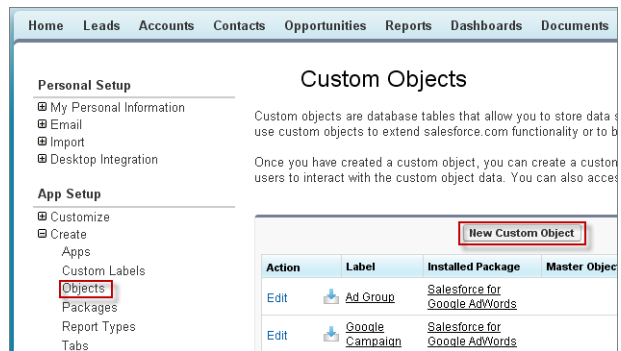 Home Leads Accounts Contacts Opportunities Reports Dashboards Documents
Personal Setup
My Personal Information
Email
Import
Desktop Integration
App Setup
Customize
Create
Apps
Custom Labels
Objects
Packages
Report Types
Tabs
Custom Objects
Custom objects are database tables that allow you to store data
use custom objects to extend salesforce.com functionality or to
Once you have created a custom object, you can create a custom
users to interact with the custom object data. You can also
New Custom Object
Action Label Installed Package Master Object
Edit Ad Group Salesforce for
Google AdWords
Edit Google Salesforce for
Campaign Google AdWords